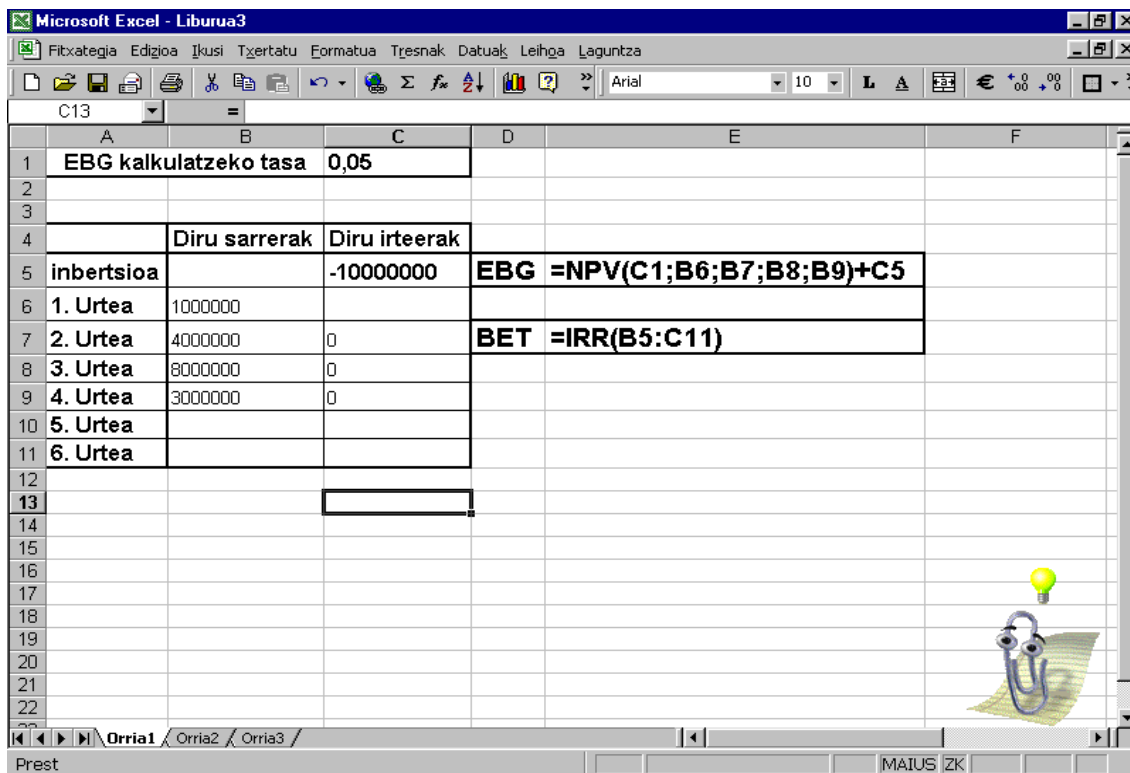 Microsoft Excel - Liburua3
Fitxategia Edizioa Ikusi Txertatu Formatua Tresnak Datuak Leihoa Laguntza
Arial 10 L A €
C13 =
A B C D E F
1 EBG kalkulatzeko tasa 0,05
2
3
4 Diru sarrerak Diru irteerak
5 inbertsioa -10000000 EBG =NPV(C1;B6;B7;B8;B9)+C5
6 1. Urtea 1000000
7 2. Urtea 4000000 0 BET =IRR(B5:C11)
8 3. Urtea 8000000 0
9 4. Urtea 3000000 0
10 5. Urtea
11 6. Urtea
12
13
14
15
16
17
18
19
20
21
22
Orria1 Orria2 Orria3
Prest MAIUS ZK